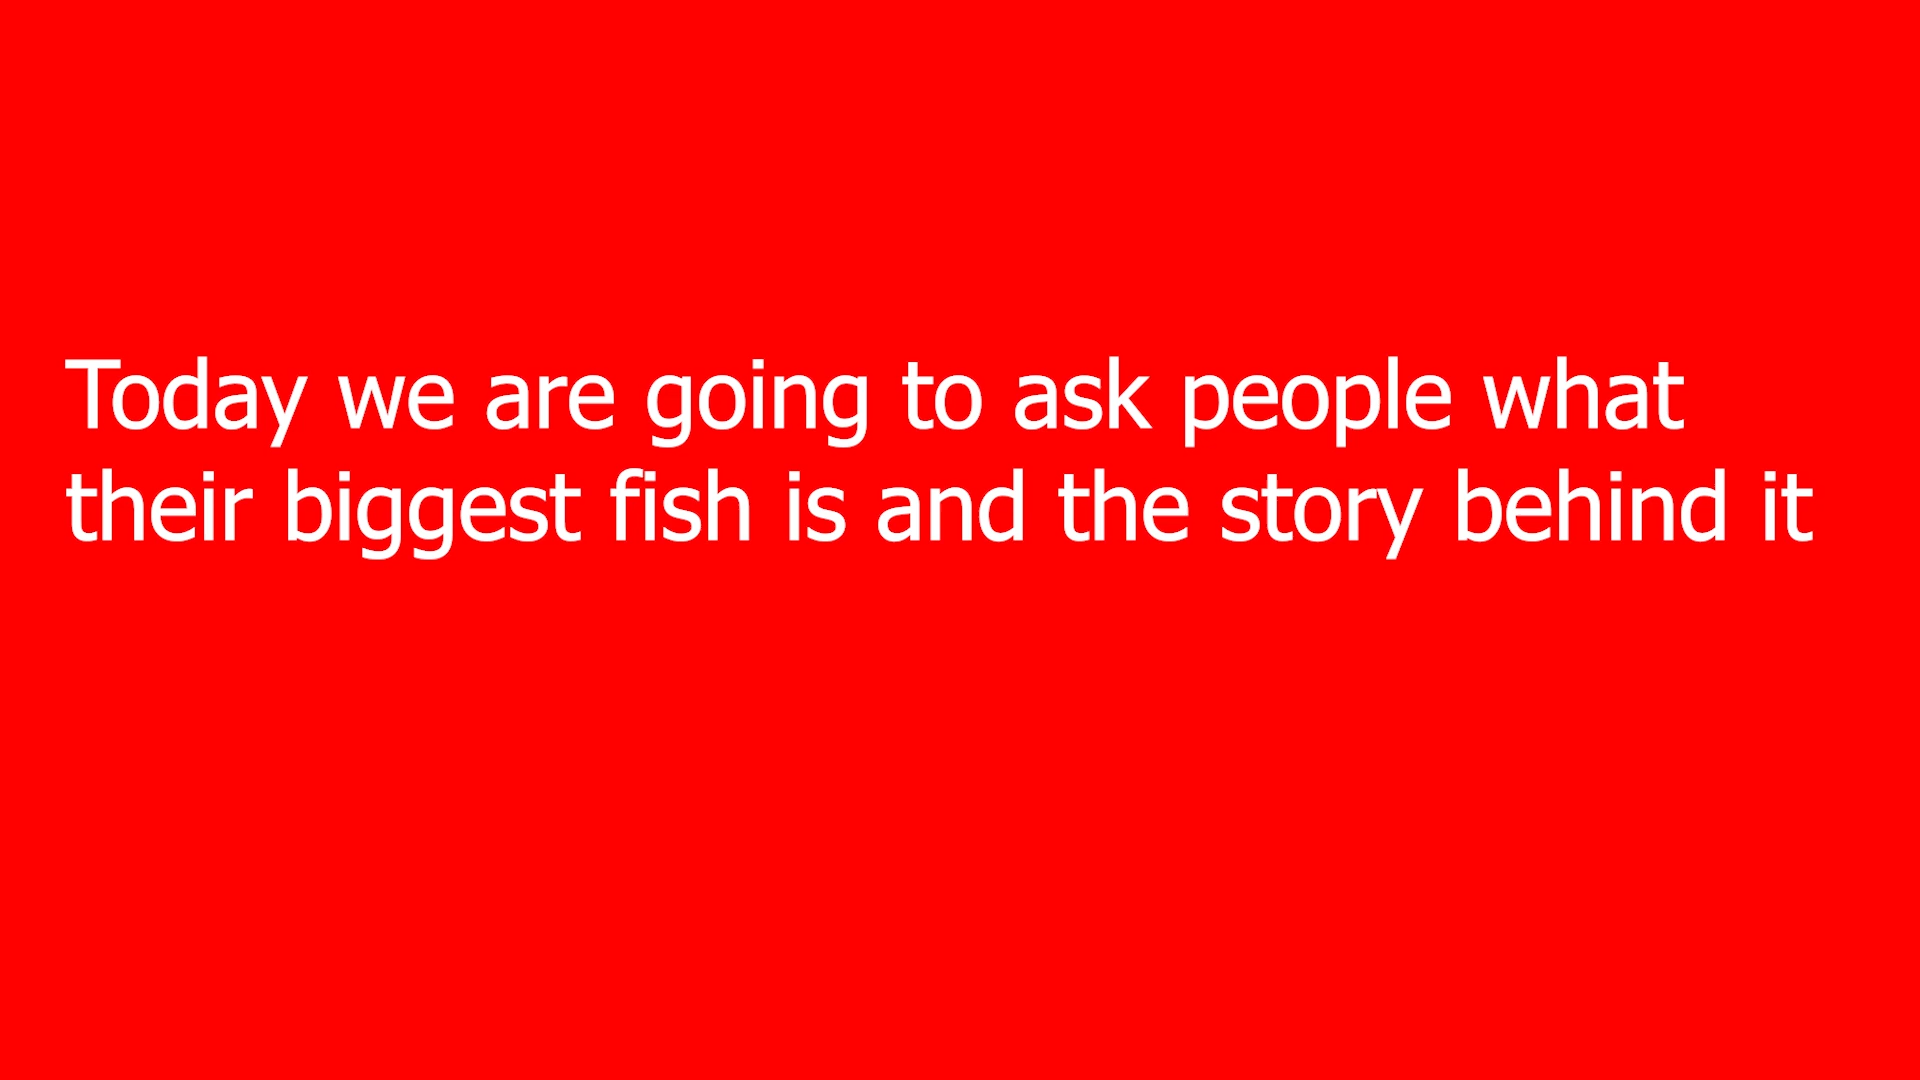 Today we are going to ask people what
their biggest fish is and the story behind it